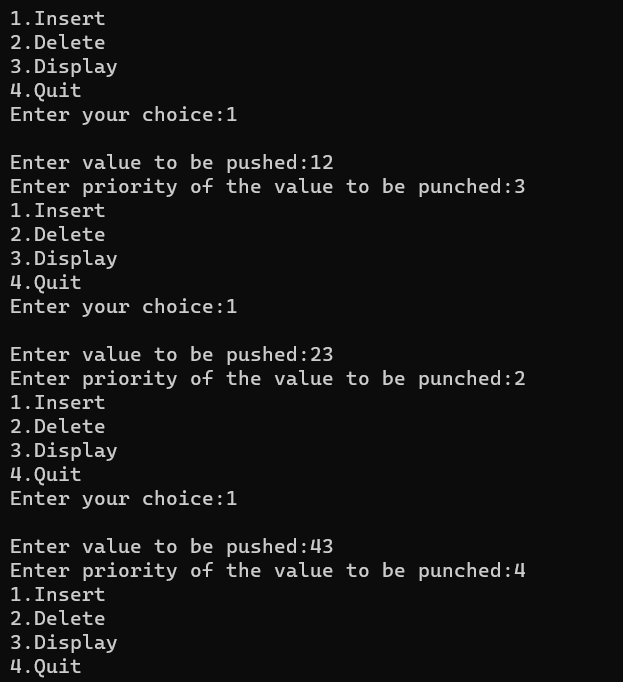 1.Insert
2.Delete
3.Display
4.Quit
Enter your choice:1
Enter value to be pushed:12
Enter priority of the value to be punched:3
1.Insert
2.Delete
3.Display
4.Quit
Enter your choice:1
Enter value to be pushed:23
Enter priority of the value to be punched:2
1.Insert
2.Delete
3.Display
4.Quit
Enter your choice:1
Enter value to be pushed:43
Enter priority of the value to be punched:4
1.Insert
2.Delete
3.Display
4.Quit